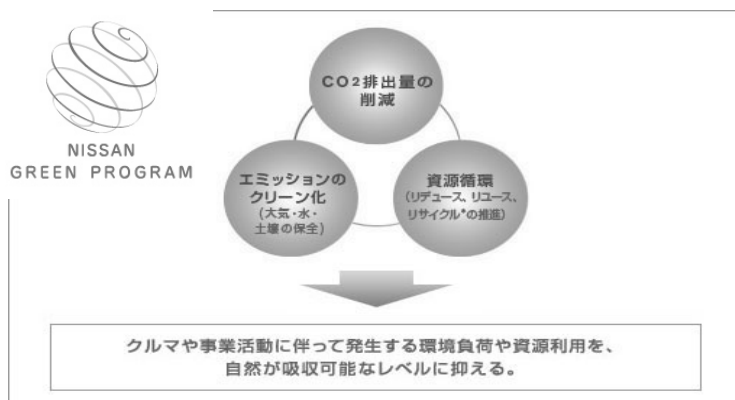 NISSAN
GREEN PROGRAM
CO2排出量の
削減
エミッションの
クリーン化
(大気・水・
土壌の保全)
資源循環
(リデュース、リユース、
リサイクル*の推進)
クルマや事業活動に伴って発生する環境負荷や資源利用を、
自然が吸収可能なレベルに抑える。